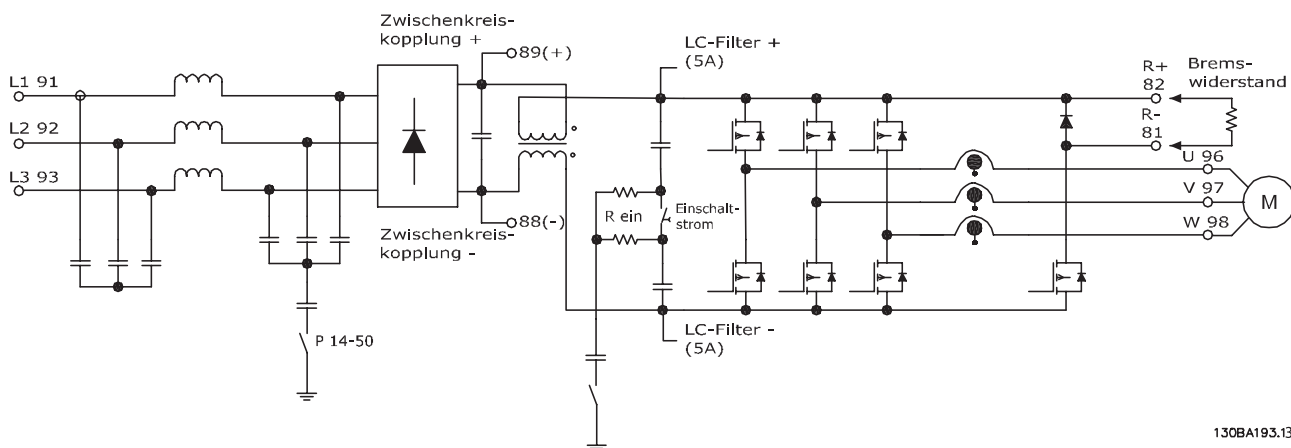 Zwischenkreis-
kopplung +
89(+)
LC-Filter +
(5A)
R+
82
Brems-
widerstand
R-
81
L1 91
L2 92
L3 93
U 96
V 97
W 98
M
88(-)
R ein
Einschalt-
strom
Zwischenkreis-
kopplung -
LC-Filter -
(5A)
P 14-50
130BA193.13